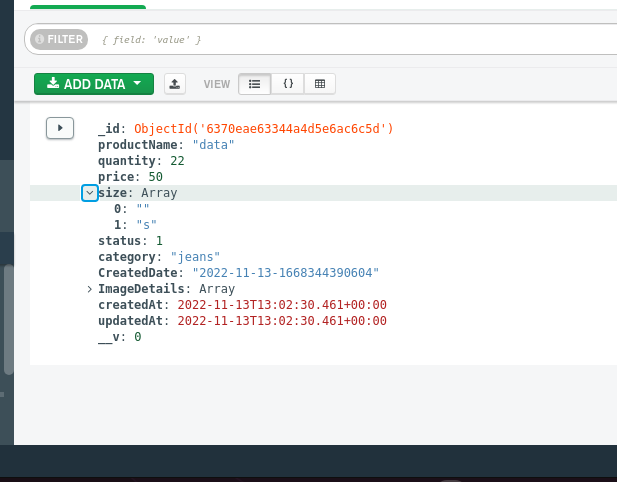 FILTER { field: 'value' }
ADD DATA VIEW { }
_id: ObjectId('6370eae63344a4d5e6ac6c5d')
productName: "data"
quantity: 22
price: 50
size: Array
0: ""
1: "s"
status: 1
category: "jeans"
CreatedDate: "2022-11-13-1668344390604"
ImageDetails: Array
createdAt: 2022-11-13T13:02:30.461+00:00
updatedAt: 2022-11-13T13:02:30.461+00:00
__v: 0